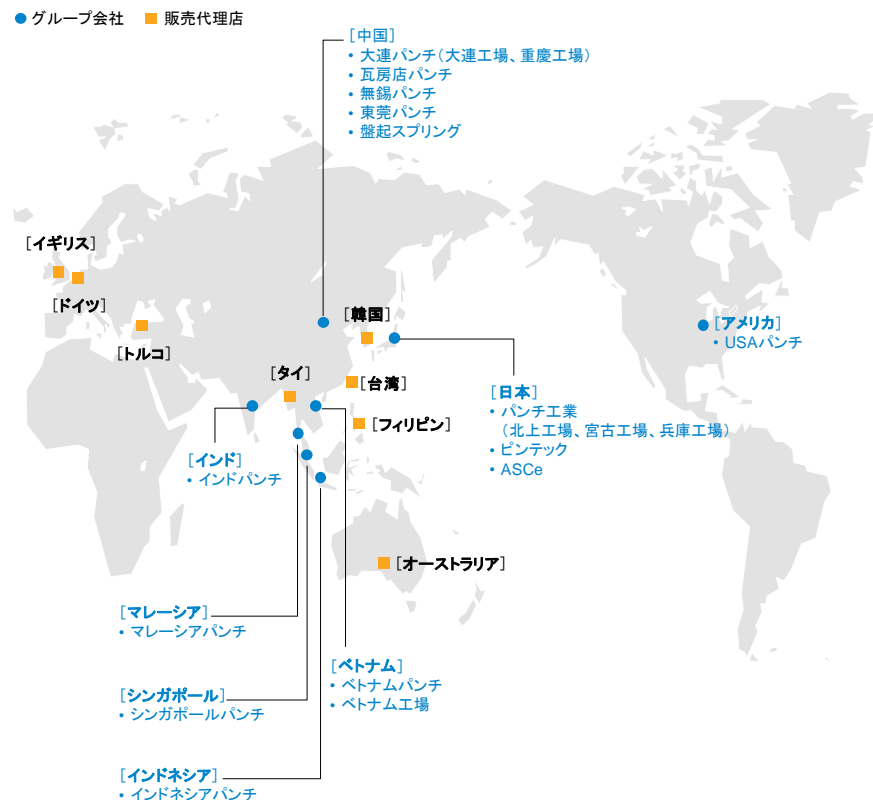 グループ会社 販売代理店
[中国]
• 大連パンチ(大連工場、重慶工場)
• 瓦房店パンチ
• 無錫パンチ
• 東莞パンチ
• 盤起スプリング
[イギリス]
[ドイツ]
[トルコ]
[韓国]
[アメリカ]
• USAパンチ
[タイ]
[台湾]
[フィリピン]
[日本]
• パンチ工業
(北上工場、宮古工場、兵庫工場)
• ピンテック
• ASCe
[インド]
• インドパンチ
[オーストラリア]
[マレーシア]
• マレーシアパンチ
[ベトナム]
• ベトナムパンチ
• ベトナム工場
[シンガポール]
• シンガポールパンチ
[インドネシア]
• インドネシアパンチ